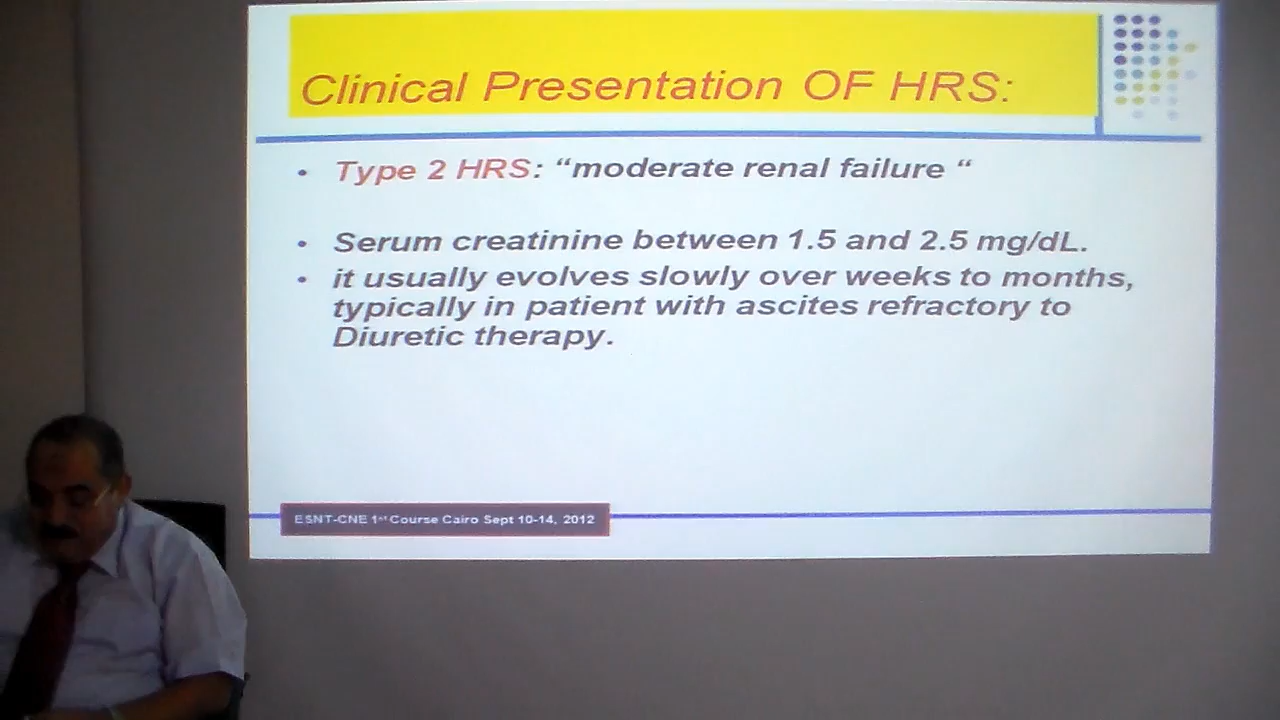 Clinical Presentation OF HRS:
• Type 2 HRS: “moderate renal failure “
• Serum creatinine between 1.5 and 2.5 mg/dL.
• it usually evolves slowly over weeks to months,
typically in patient with ascites refractory to
Diuretic therapy.
ESNT-CNE 1st Course Cairo Sept 10-14, 2012